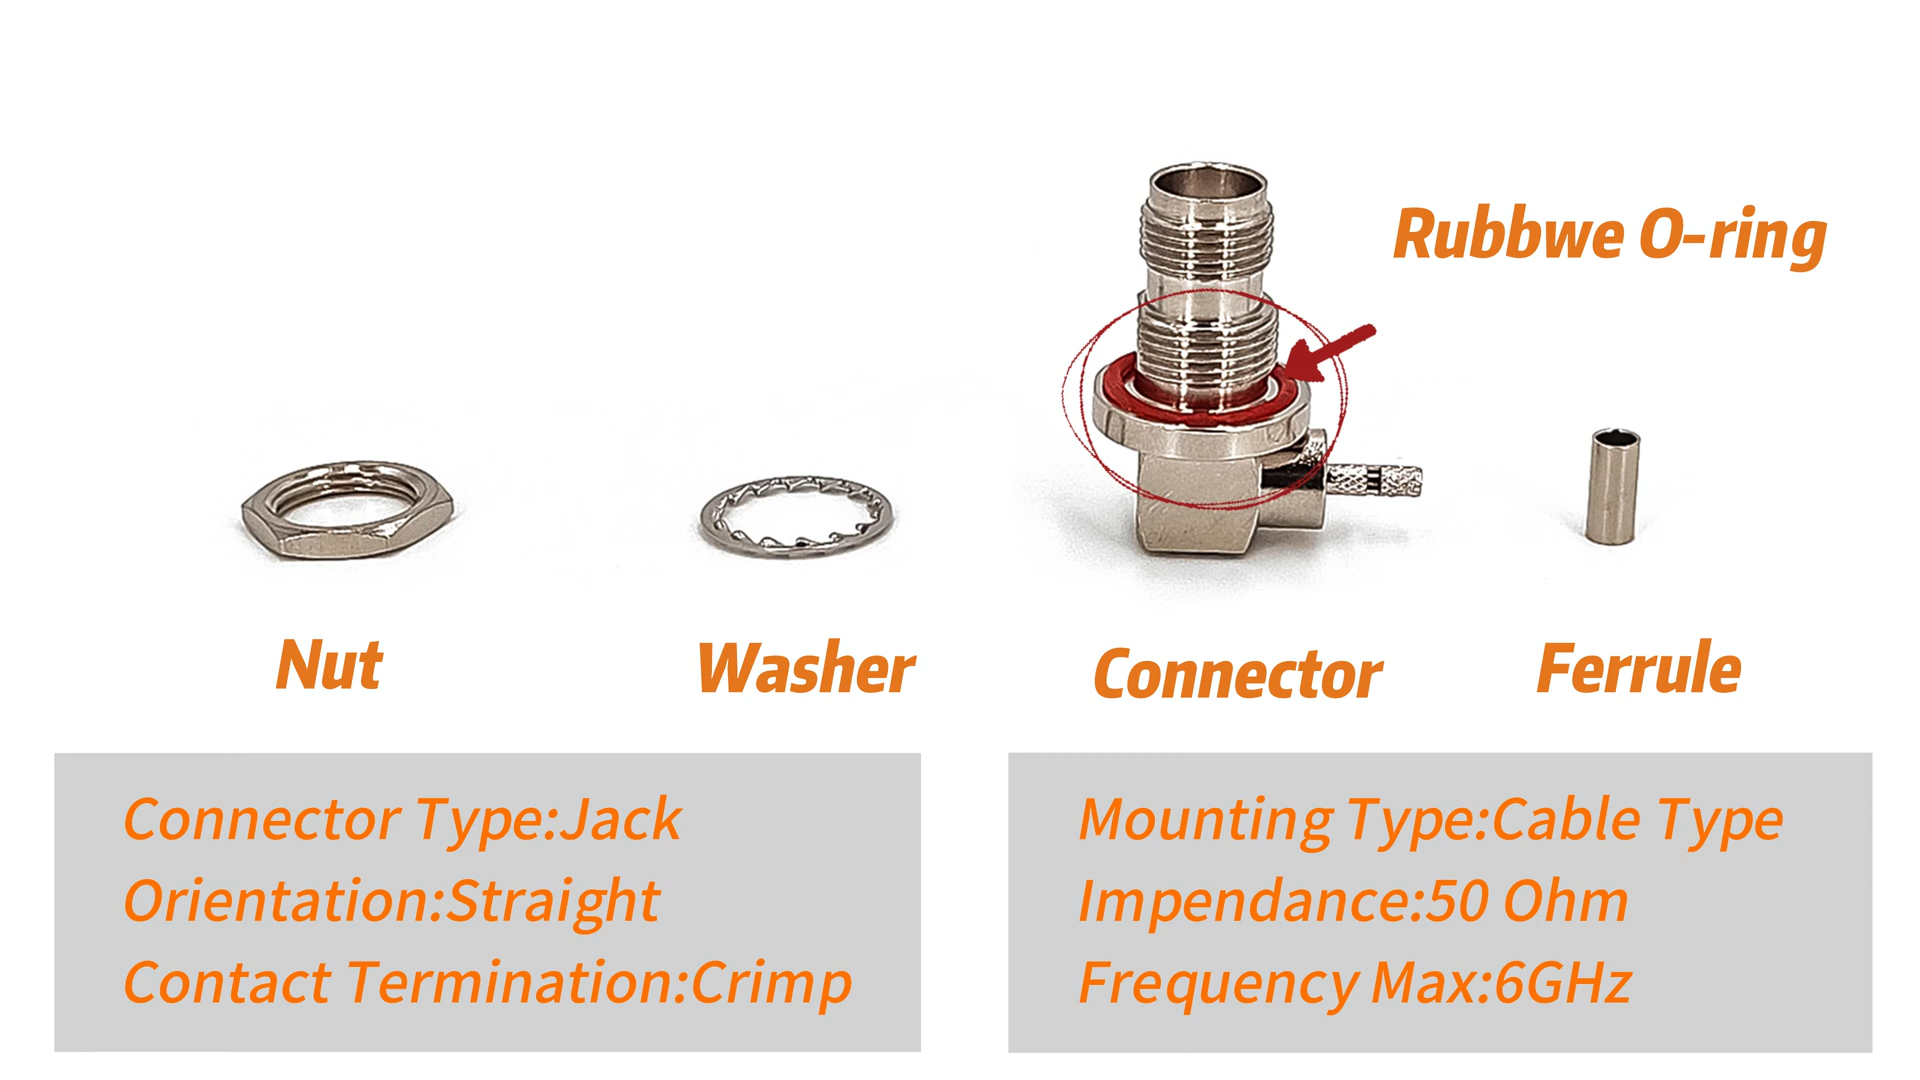 Rubbwe O-ring
Nut
Washer
Connector
Ferrule
Connector Type:Jack
Orientation:Straight
Contact Termination:Crimp
Mounting Type:Cable Type
Impendance:50 Ohm
Frequency Max:6GHz